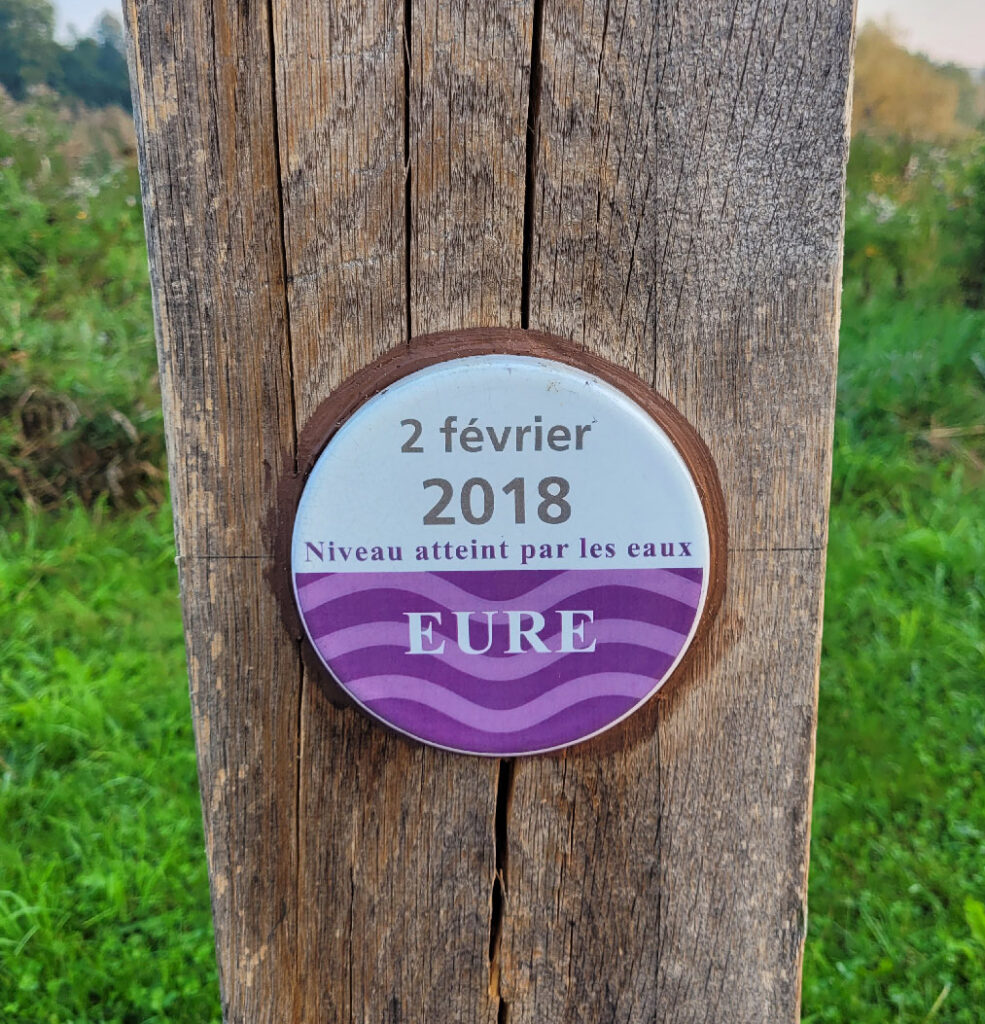 2 février
2018
Niveau atteint par les eaux
EURE